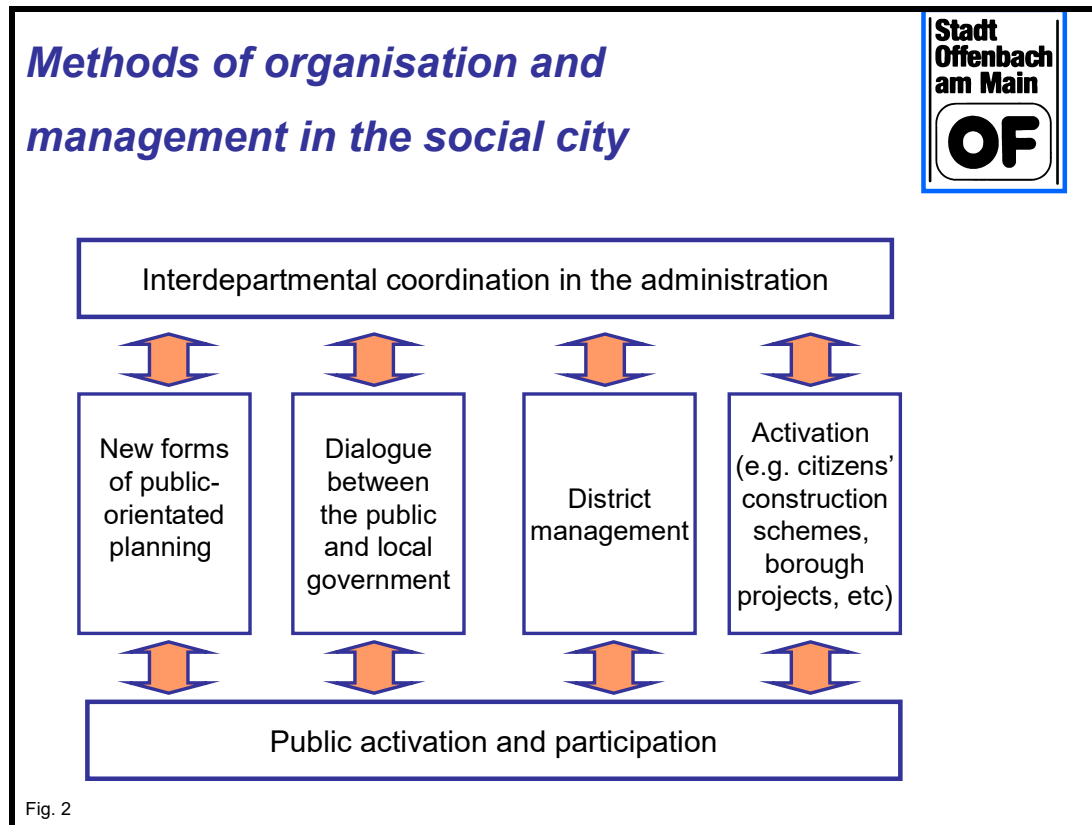 Methods of organisation and
management in the social city
Stadt
Offenbach
am Main
OF
Interdepartmental coordination in the administration
New forms
of public-
orientated
planning
Dialogue
between
the public
and local
government
District
management
Activation
(e.g. citizens’
construction
schemes,
borough
projects, etc)
Public activation and participation
Fig. 2